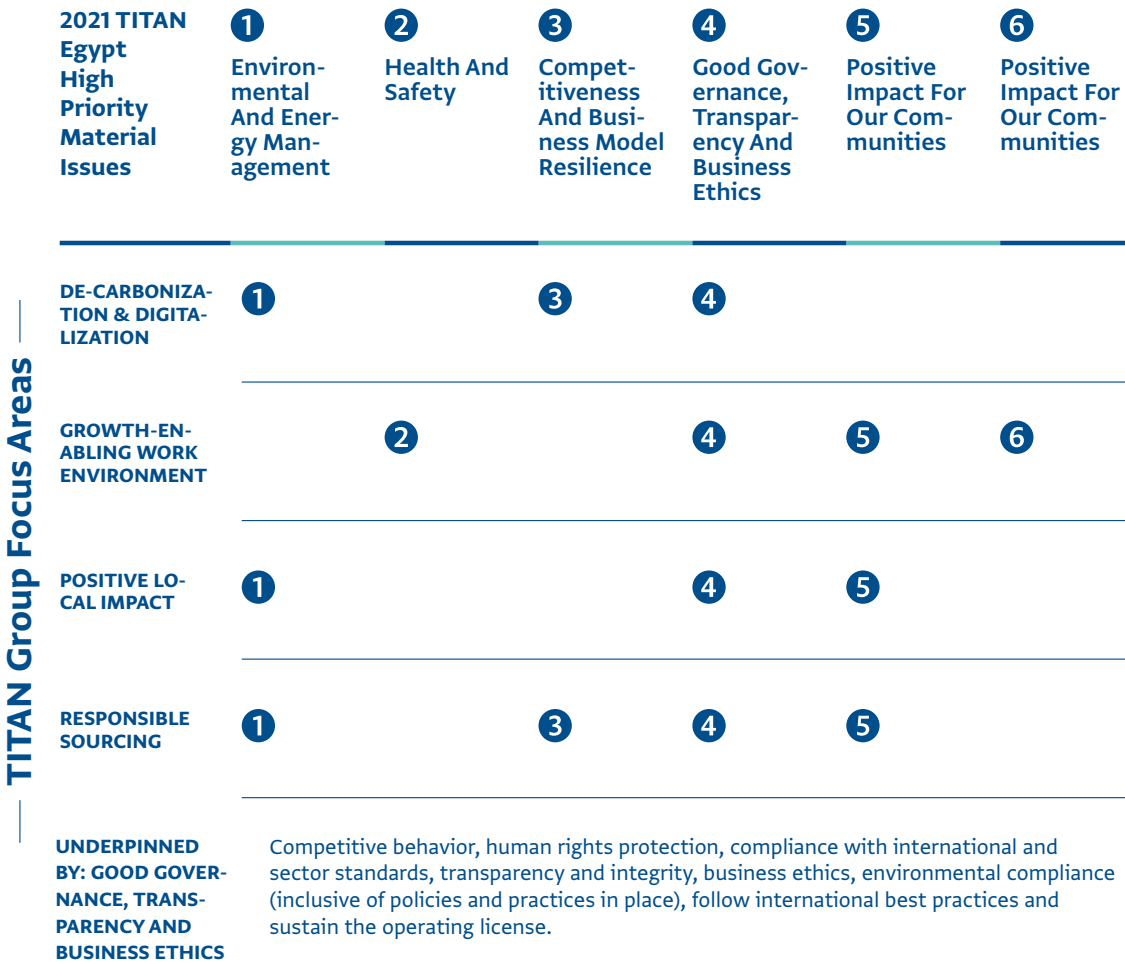 2021 TITAN
Egypt
High
Priority
Material
Issues
1
Environ-
mental
And Ener-
gy Man-
agement
2
Health And
Safety
3
Compet-
itiveness
And Busi-
ness Model
Resilience
4
Good Gov-
ernance,
Transpar-
ency And
Business
Ethics
5
Positive
Impact For
Our Com-
munities
6
Positive
Impact For
Our Com-
munities
TITAN Group Focus Areas
DE-CARBONIZA-
TION & DIGITA-
LIZATION
1 3 4
GROWTH-EN-
ABLING WORK
ENVIRONMENT
2 4 5 6
POSITIVE LO-
CAL IMPACT
1 4 5
RESPONSIBLE
SOURCING
1 3 4 5
UNDERPINNED
BY: GOOD GOVER-
NANCE, TRANS-
PARENCY AND
BUSINESS ETHICS
Competitive behavior, human rights protection, compliance with international and
sector standards, transparency and integrity, business ethics, environmental compliance
(inclusive of policies and practices in place), follow international best practices and
sustain the operating license.